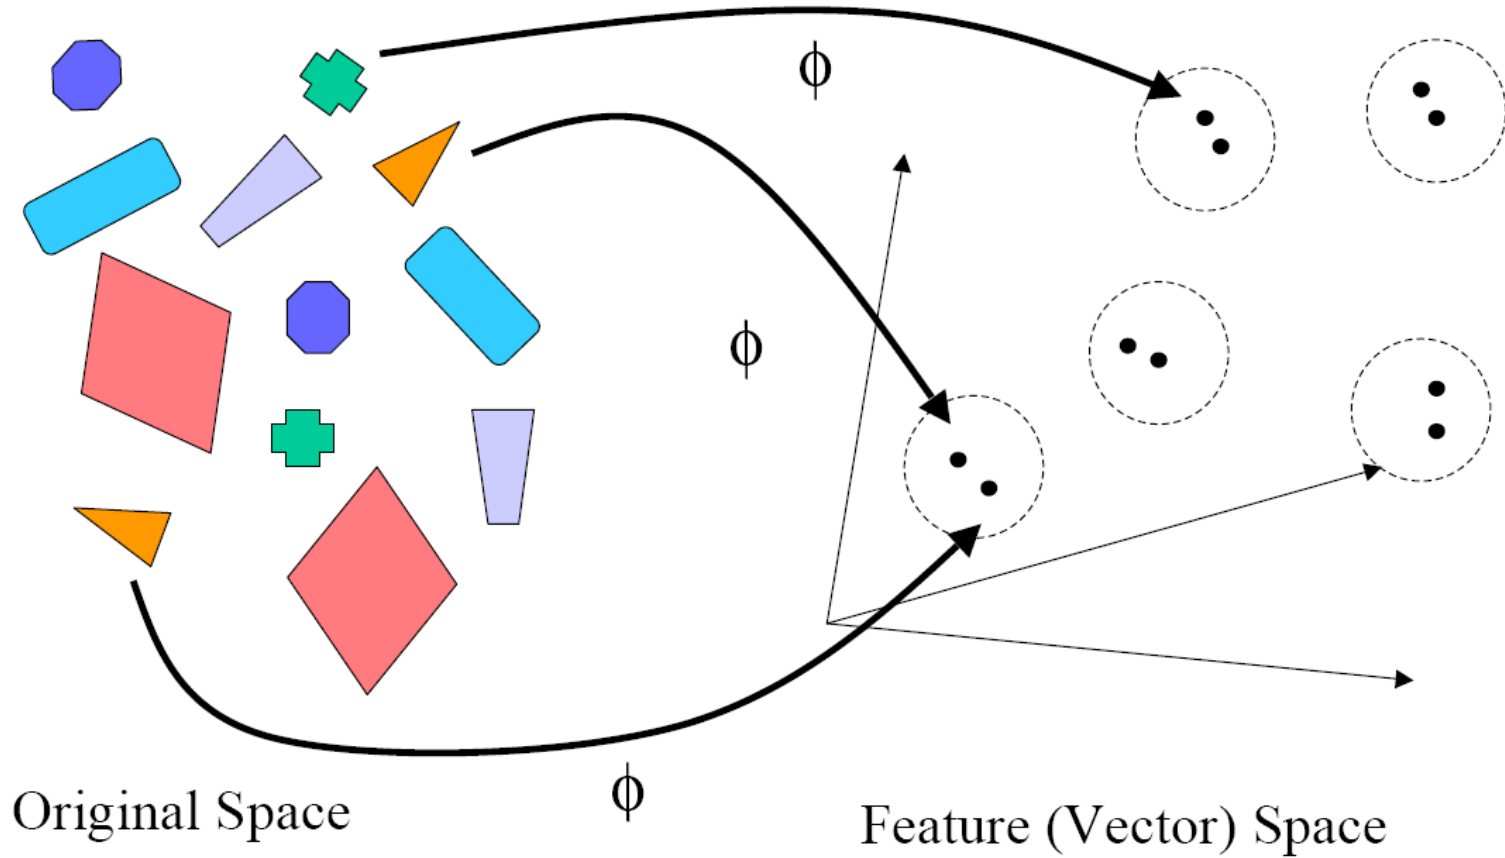 ϕ
ϕ
ϕ
Original Space
Feature (Vector) Space